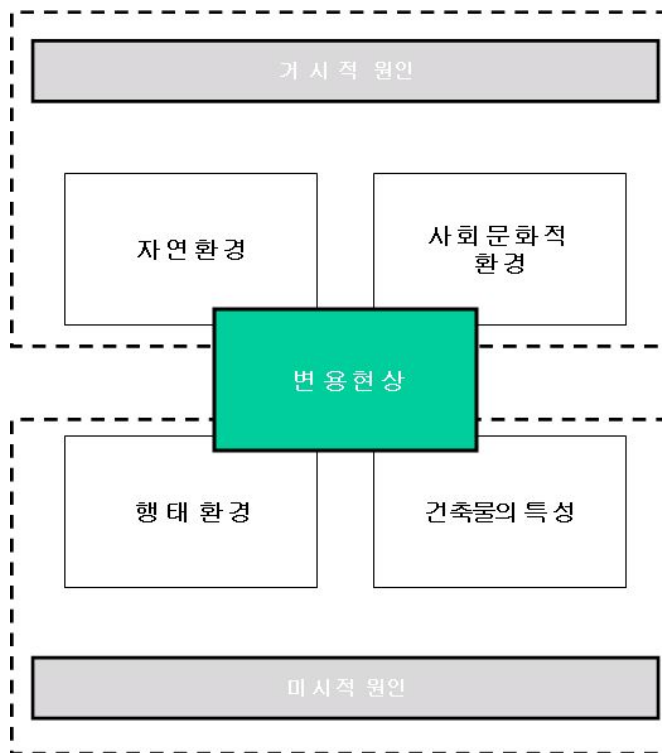 거시적 원인
자연환경
사회문화적
환경
변용현상
행태환경
건축물의 특성
미시적 원인